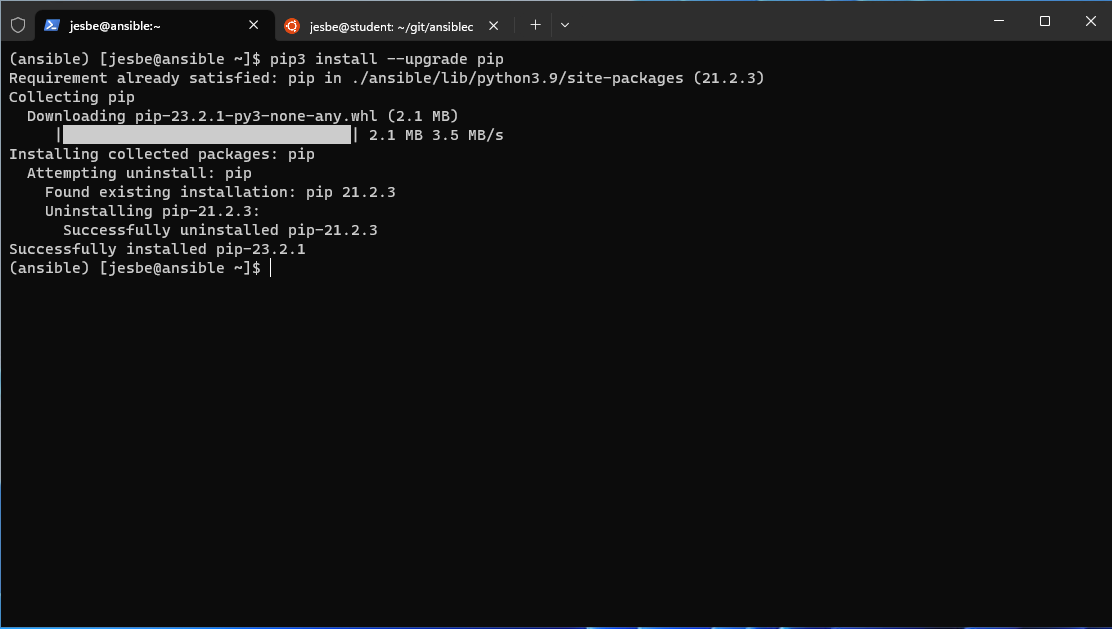 jesbe@ansible:~
jesbe@student: ~/git/ansiblec
(ansible) [jesbe@ansible ~]$ pip3 install --upgrade pip
Requirement already satisfied: pip in ./ansible/lib/python3.9/site-packages (21.2.3)
Collecting pip
  Downloading pip-23.2.1-py3-none-any.whl (2.1 MB)
     |████████████████████████████████| 2.1 MB 3.5 MB/s
Installing collected packages: pip
  Attempting uninstall: pip
    Found existing installation: pip 21.2.3
    Uninstalling pip-21.2.3:
      Successfully uninstalled pip-21.2.3
Successfully installed pip-23.2.1
(ansible) [jesbe@ansible ~]$